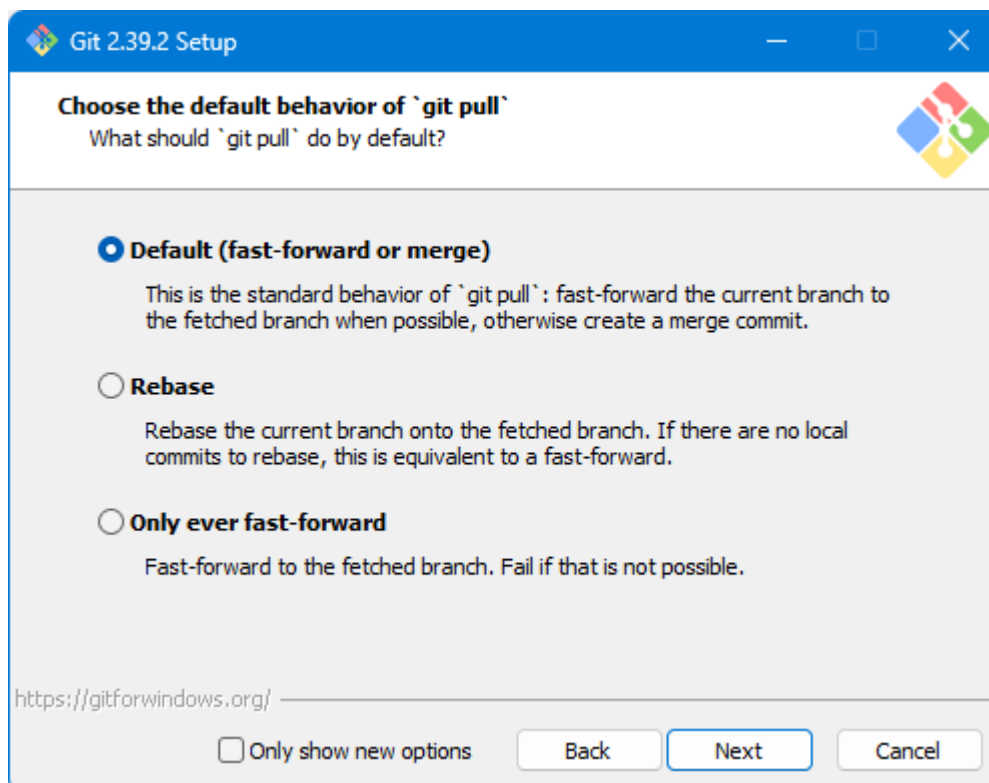 Git 2.39.2 Setup
Choose the default behavior of `git pull`
What should `git pull` do by default?
Default (fast-forward or merge)
This is the standard behavior of `git pull`: fast-forward the current branch to
the fetched branch when possible, otherwise create a merge commit.
Rebase
Rebase the current branch onto the fetched branch. If there are no local
commits to rebase, this is equivalent to a fast-forward.
Only ever fast-forward
Fast-forward to the fetched branch. Fail if that is not possible.
https://gitforwindows.org/
Only show new options Back Next Cancel